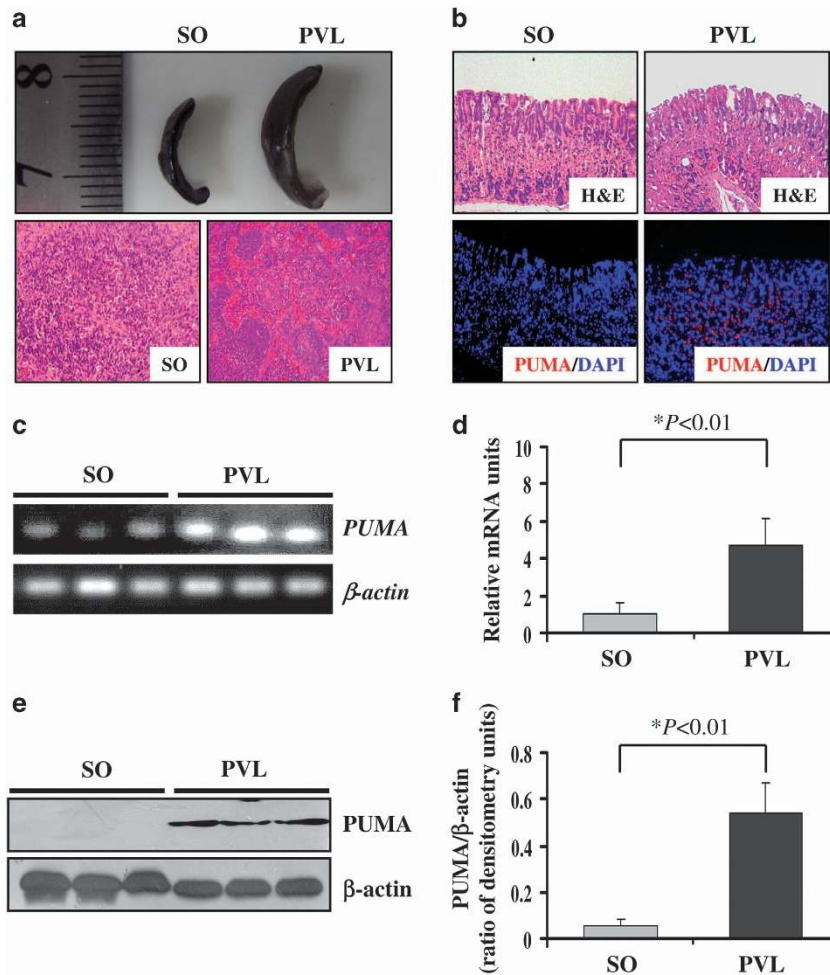 a
SO PVL
8
7
SO
PVL
b
SO PVL
H&E
H&E
PUMA/DAPI
PUMA/DAPI
c
SO PVL
PUMA
β-actin
d
*P<0.01
Relative mRNA units
10
8
6
4
2
0
SO PVL
e
SO PVL
PUMA
β-actin
f
*P<0.01
PUMA/β-actin
(ratio of densitometry units)
0.8
0.6
0.4
0.2
0
SO PVL